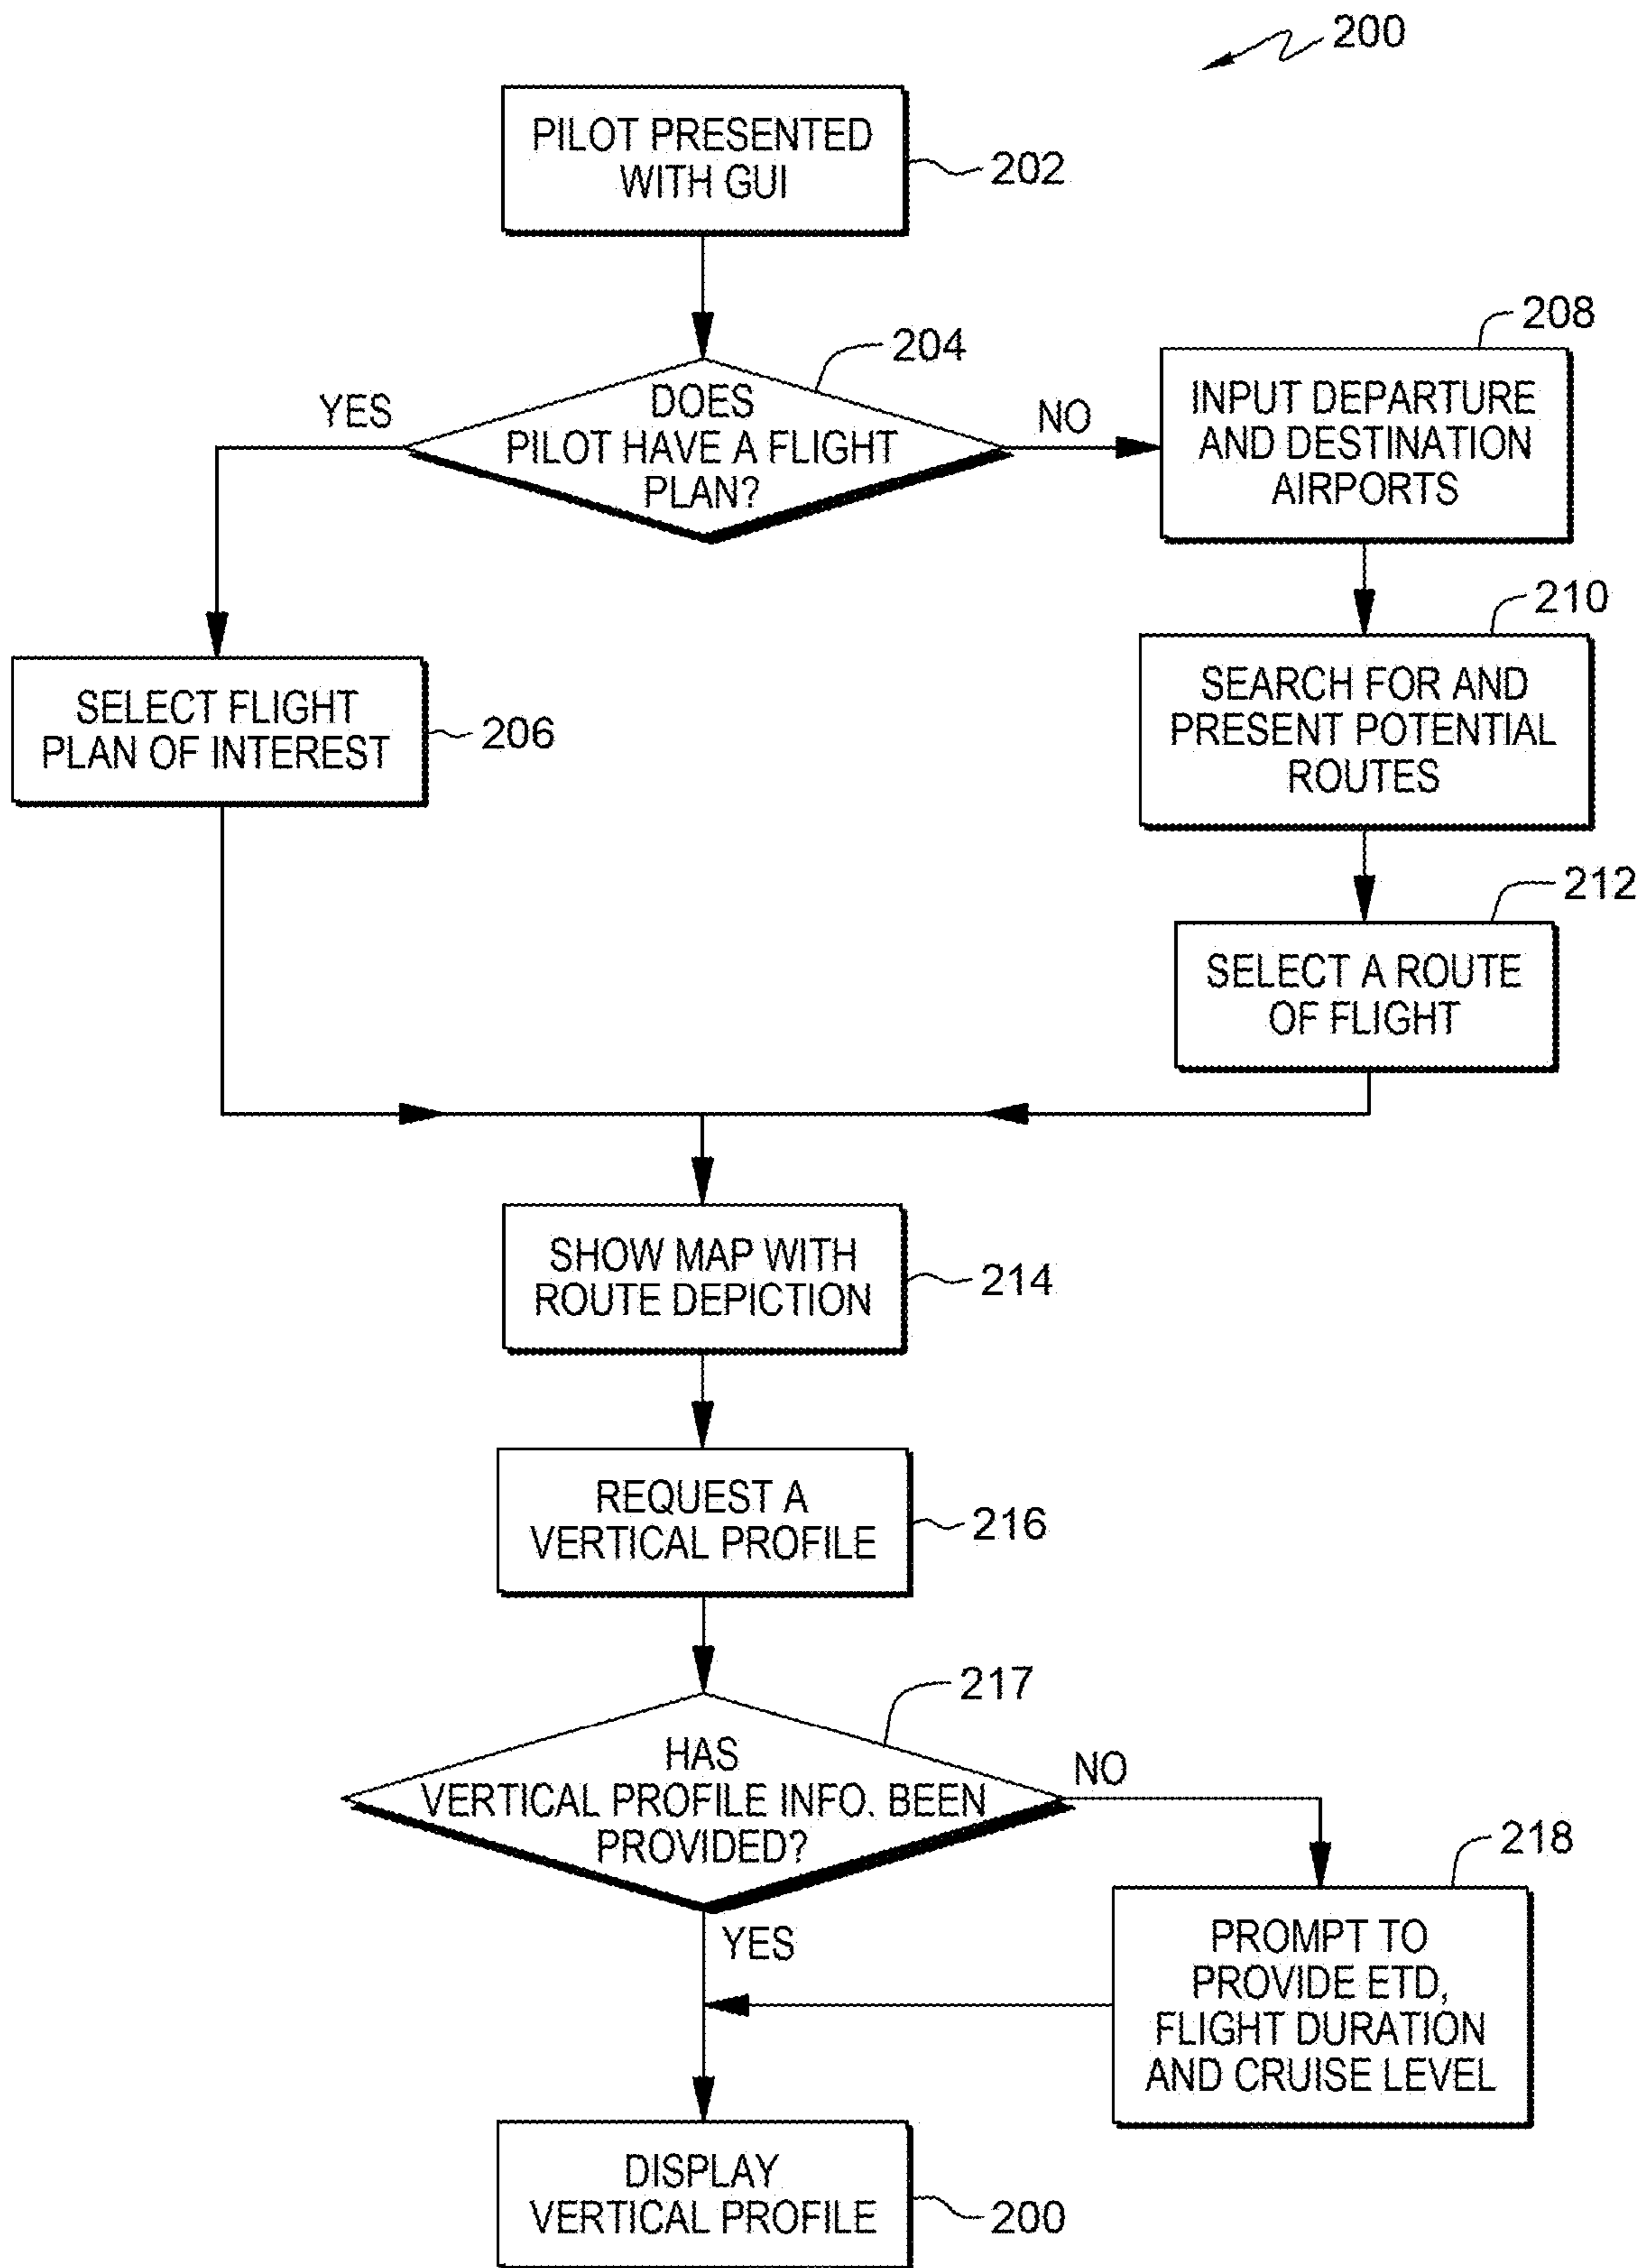 200
PILOT PRESENTED
WITH GUI
202
204
DOES
PILOT HAVE A FLIGHT
PLAN?
YES
NO
208
INPUT DEPARTURE
AND DESTINATION
AIRPORTS
210
SEARCH FOR AND
PRESENT POTENTIAL
ROUTES
SELECT FLIGHT
PLAN OF INTEREST
206
212
SELECT A ROUTE
OF FLIGHT
SHOW MAP WITH
ROUTE DEPICTION
214
REQUEST A
VERTICAL PROFILE
216
217
HAS
VERTICAL PROFILE INFO. BEEN
PROVIDED?
NO
YES
218
PROMPT TO
PROVIDE ETD,
FLIGHT DURATION
AND CRUISE LEVEL
DISPLAY
VERTICAL PROFILE
200